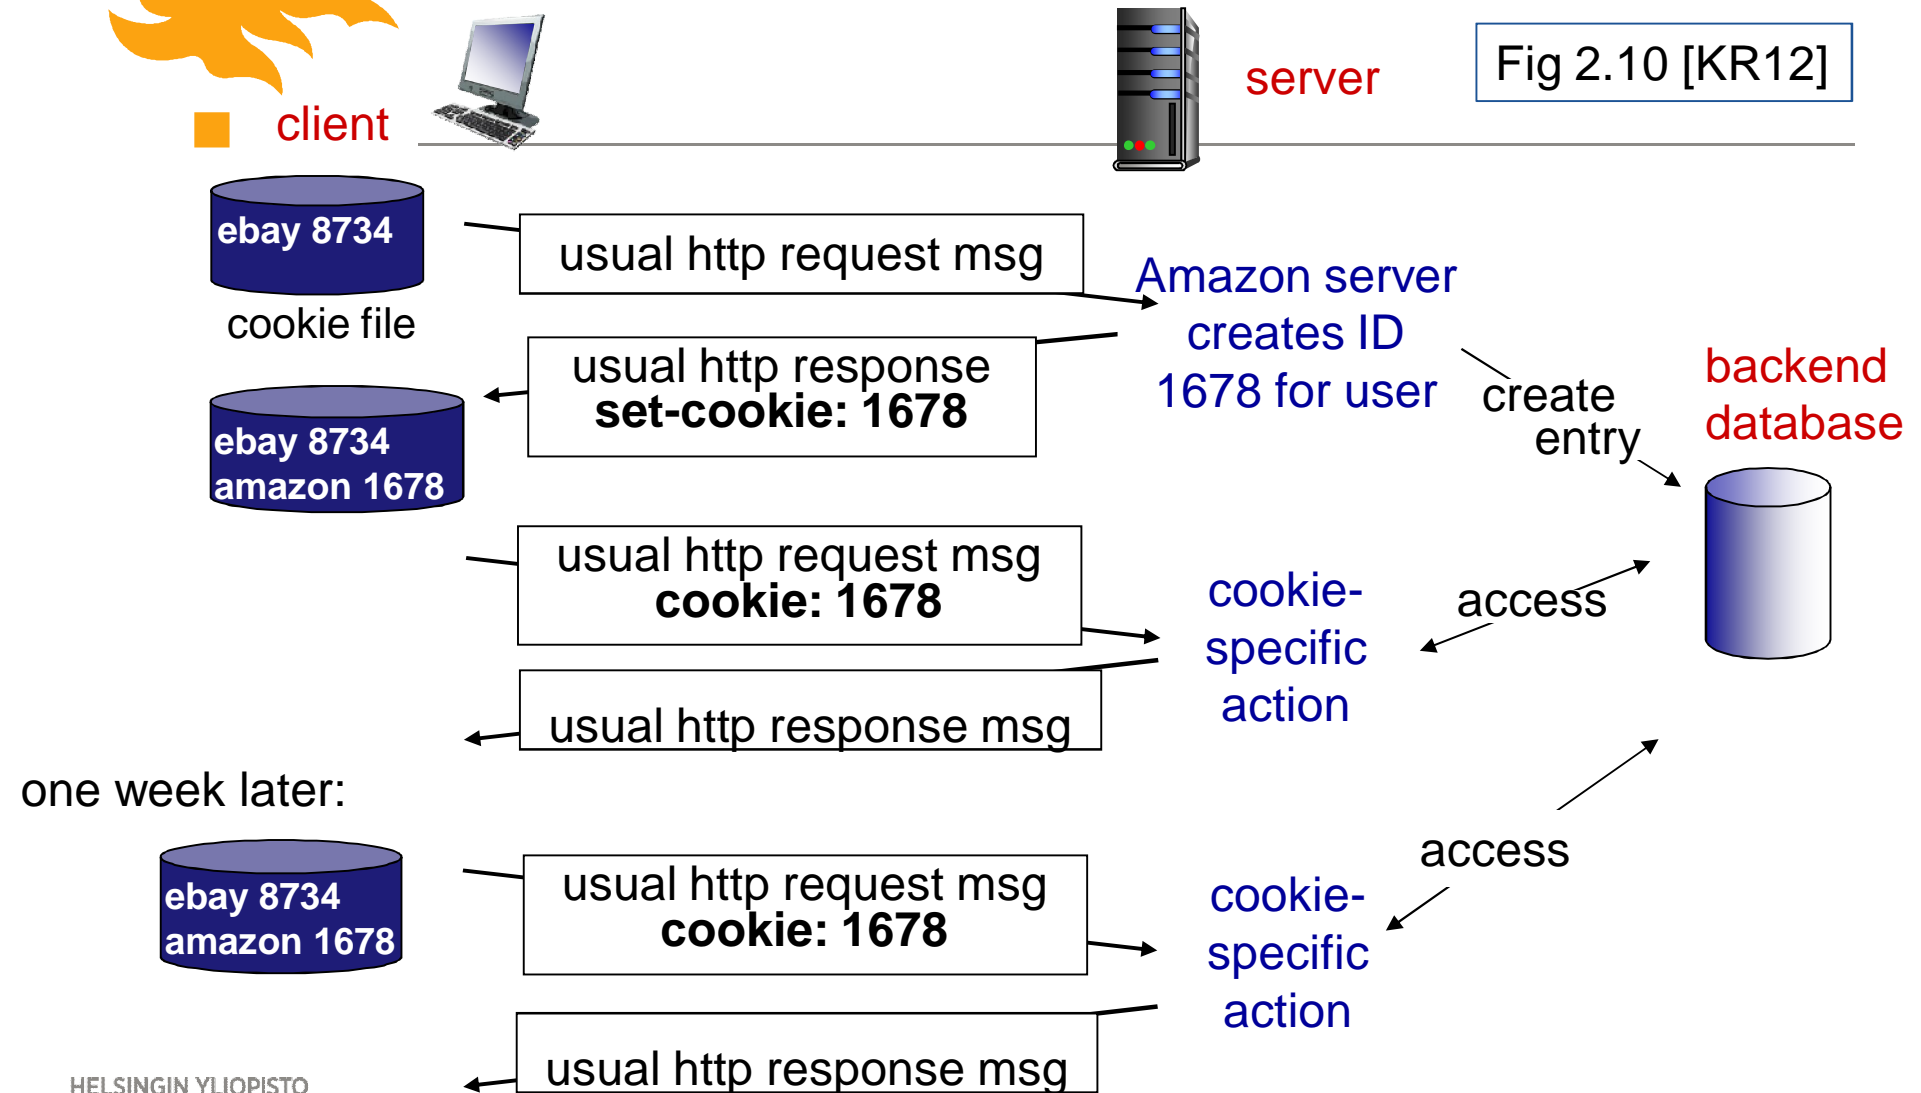 Fig 2.10 [KR12]
server
client
ebay 8734
cookie file
usual http request msg
Amazon server
creates ID
1678 for user
usual http response
set-cookie: 1678
create
entry
backend
database
ebay 8734
amazon 1678
usual http request msg
cookie: 1678
cookie-
specific
action
access
usual http response msg
one week later:
ebay 8734
amazon 1678
usual http request msg
cookie: 1678
cookie-
specific
action
access
usual http response msg
HELSINGIN YLIOPISTO